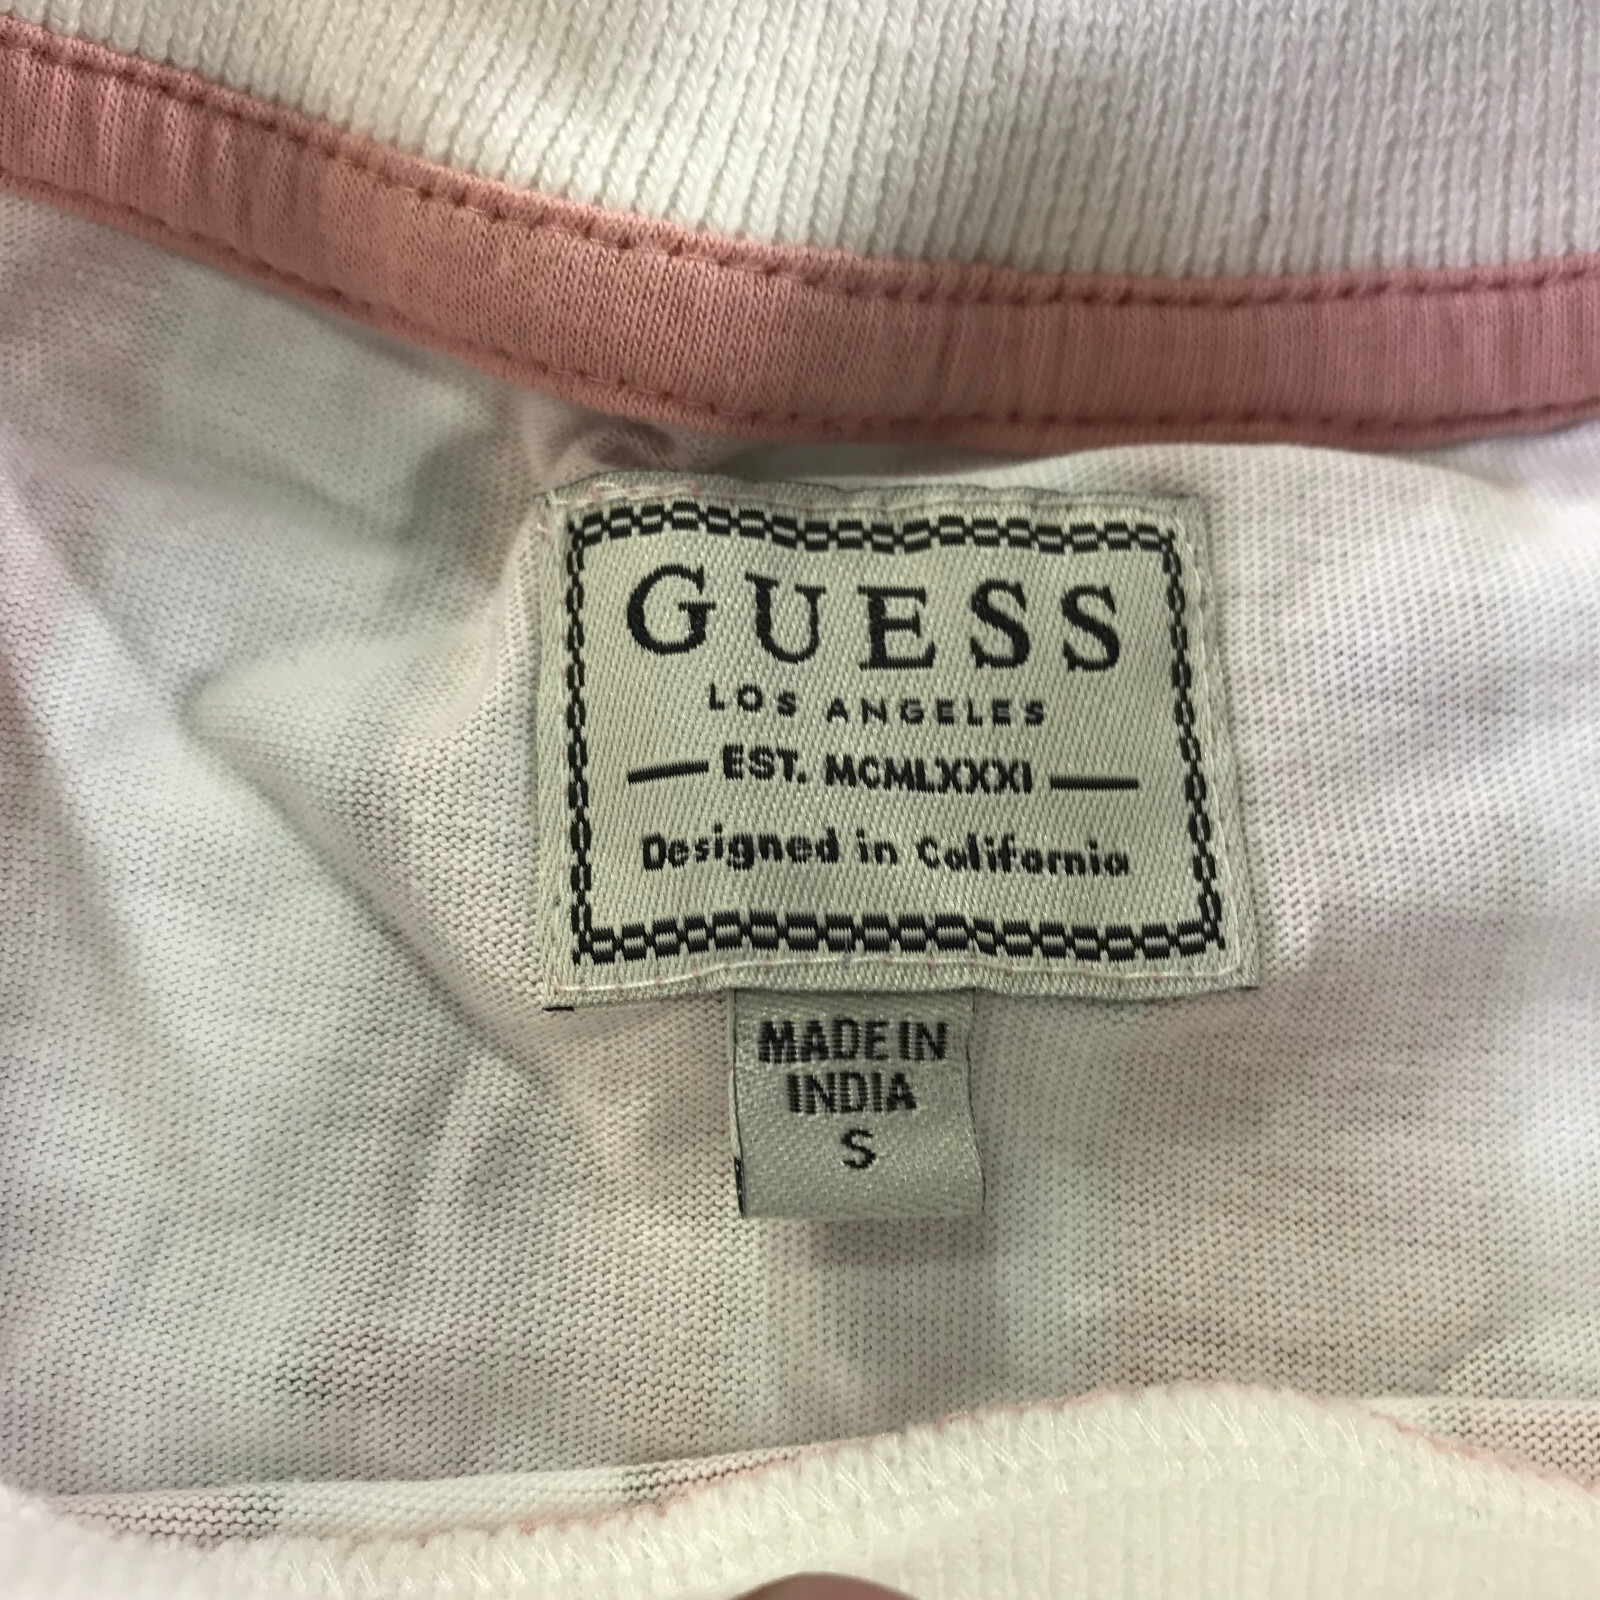 GUESS
LOS ANGELES
EST. MCMLXXXI
Designed in California
MADE IN
INDIA
S